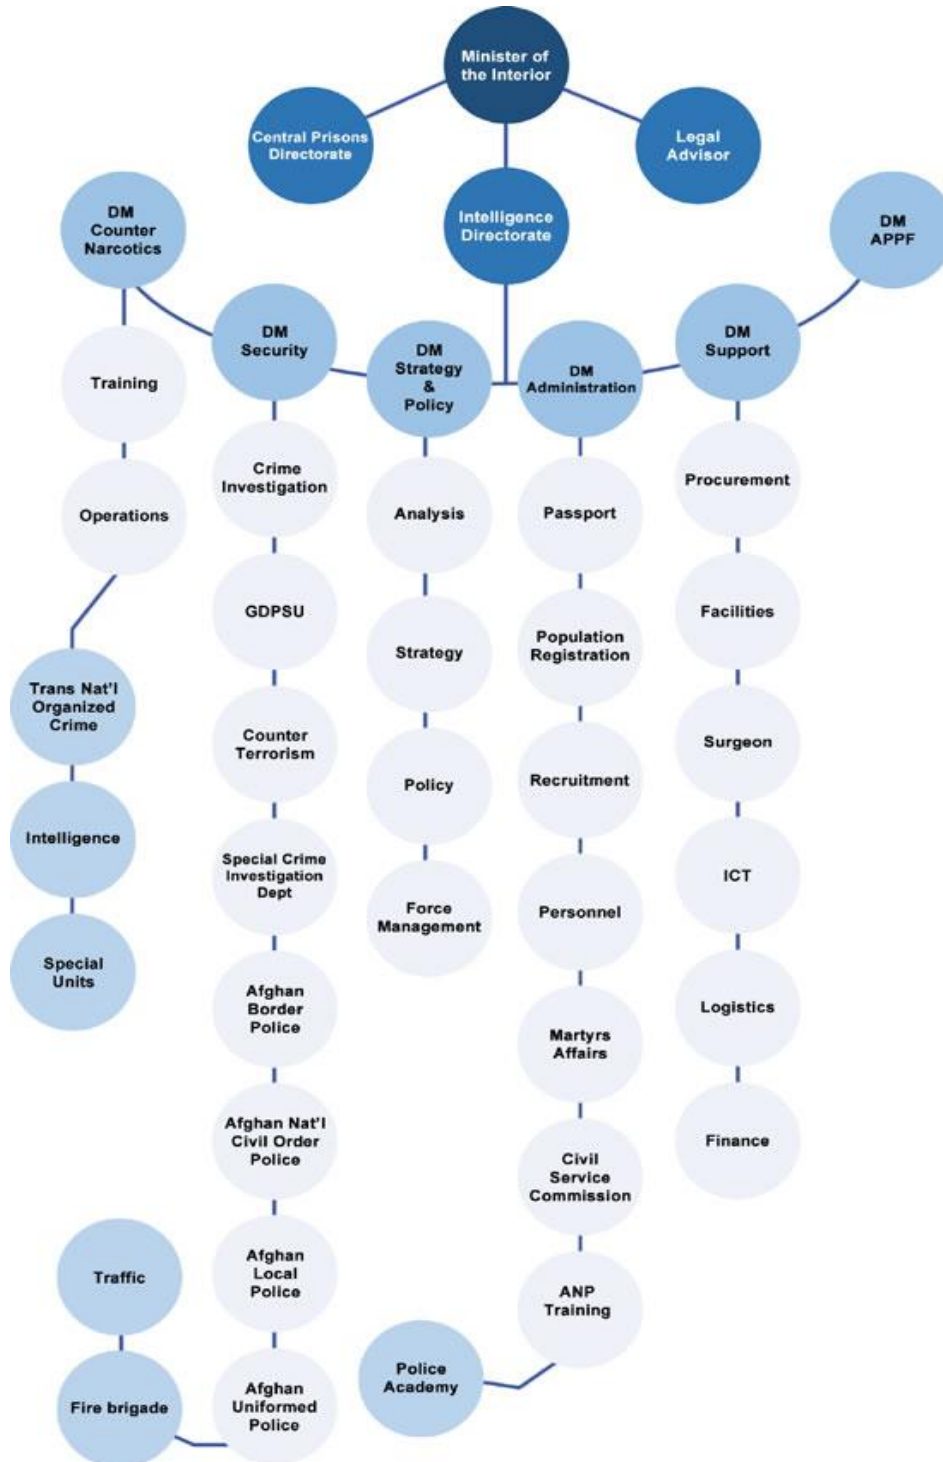 Minister of
the Interior
Central Prisons
Directorate
Legal
Advisor
Intelligence
Directorate
DM
Counter
Narcotics
DM
APPF
DM
Security
DM
Strategy
&
Policy
DM
Administration
DM
Support
Training
Operations
Trans Nat'l
Organized
Crime
Intelligence
Special
Units
Crime
Investigation
GDPSU
Counter
Terrorism
Special Crime
Investigation
Dept
Afghan
Border
Police
Afghan Nat'l
Civil Order
Police
Afghan
Local
Police
Afghan
Uniformed
Police
Fire brigade
Traffic
Analysis
Strategy
Policy
Force
Management
Passport
Population
Registration
Recruitment
Personnel
Martyrs
Affairs
Civil
Service
Commission
ANP
Training
Police
Academy
Procurement
Facilities
Surgeon
ICT
Logistics
Finance